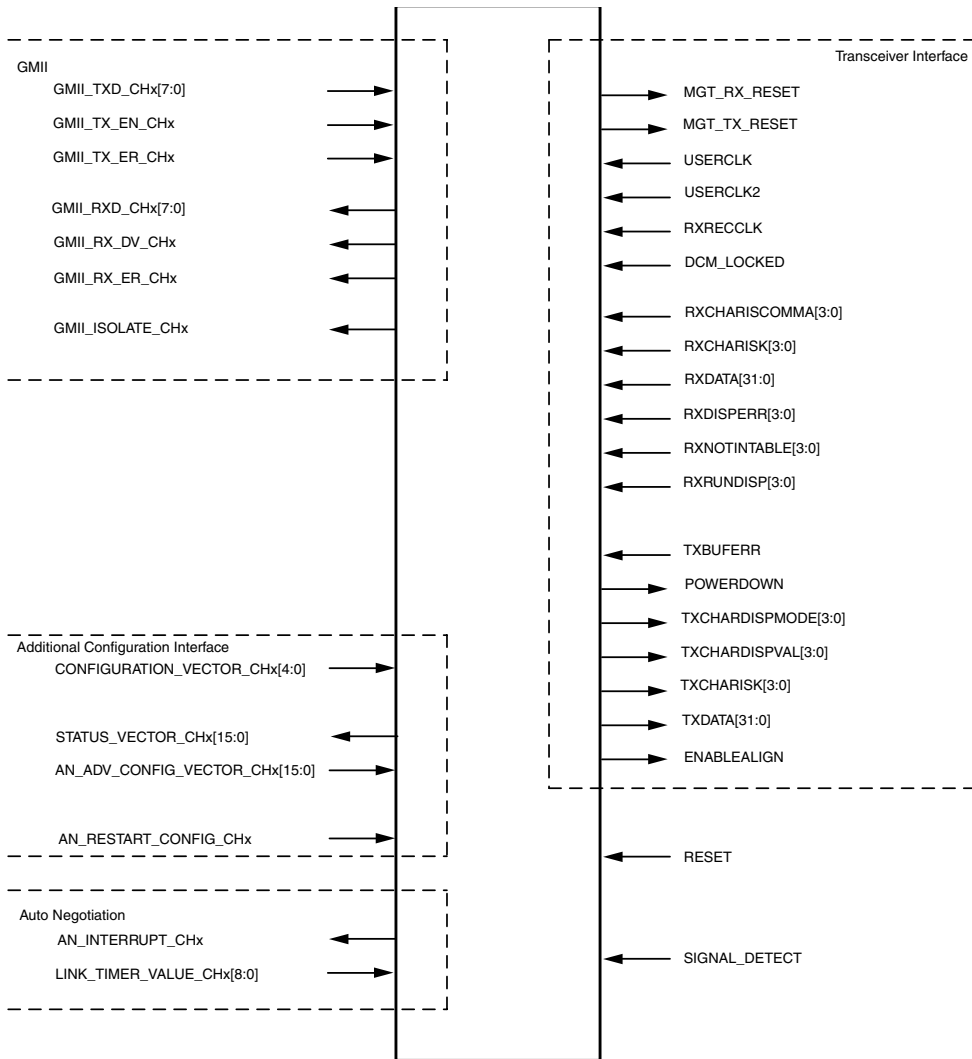 GMII
GMII_TXD_CHx[7:0]
GMII_TX_EN_CHx
GMII_TX_ER_CHx
GMII_RXD_CHx[7:0]
GMII_RX_DV_CHx
GMII_RX_ER_CHx
GMII_ISOLATE_CHx
Additional Configuration Interface
CONFIGURATION_VECTOR_CHx[4:0]
STATUS_VECTOR_CHx[15:0]
AN_ADV_CONFIG_VECTOR_CHx[15:0]
AN_RESTART_CONFIG_CHx
Auto Negotiation
AN_INTERRUPT_CHx
LINK_TIMER_VALUE_CHx[8:0]
Transceiver Interface
MGT_RX_RESET
MGT_TX_RESET
USERCLK
USERCLK2
RXRECCLK
DCM_LOCKED
RXCHARISCOMMA[3:0]
RXCHARISK[3:0]
RXDATA[31:0]
RXDISPERR[3:0]
RXNOTINTABLE[3:0]
RXRUNDISP[3:0]
TXBUFERR
POWERDOWN
TXCHARDISPMODE[3:0]
TXCHARDISPVAL[3:0]
TXCHARISK[3:0]
TXDATA[31:0]
ENABLEALIGN
RESET
SIGNAL_DETECT